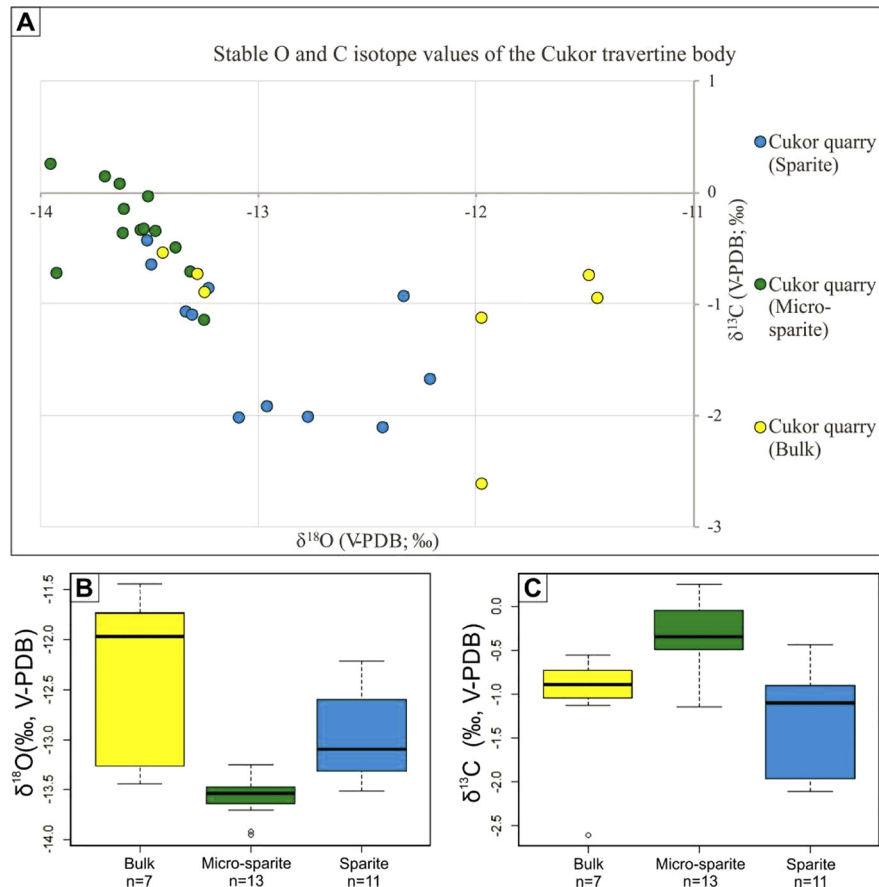 A
Stable O and C isotope values of the Cukor travertine body
1
0
-14
-13
-12
-11
-1
-2
-3
δ¹³C (V-PDB; ‰)
δ¹⁸O (V-PDB; ‰)
Cukor quarry
(Sparite)
Cukor quarry
(Micro-
sparite)
Cukor quarry
(Bulk)
B
δ¹⁸O(‰, V-PDB)
-11.5
-12.0
-12.5
-13.0
-13.5
-14.0
Bulk
n=7
Micro-sparite
n=13
Sparite
n=11
C
δ¹³C (‰, V-PDB)
0.0
-0.5
-1.0
-1.5
-2.0
-2.5
Bulk
n=7
Micro-sparite
n=13
Sparite
n=11